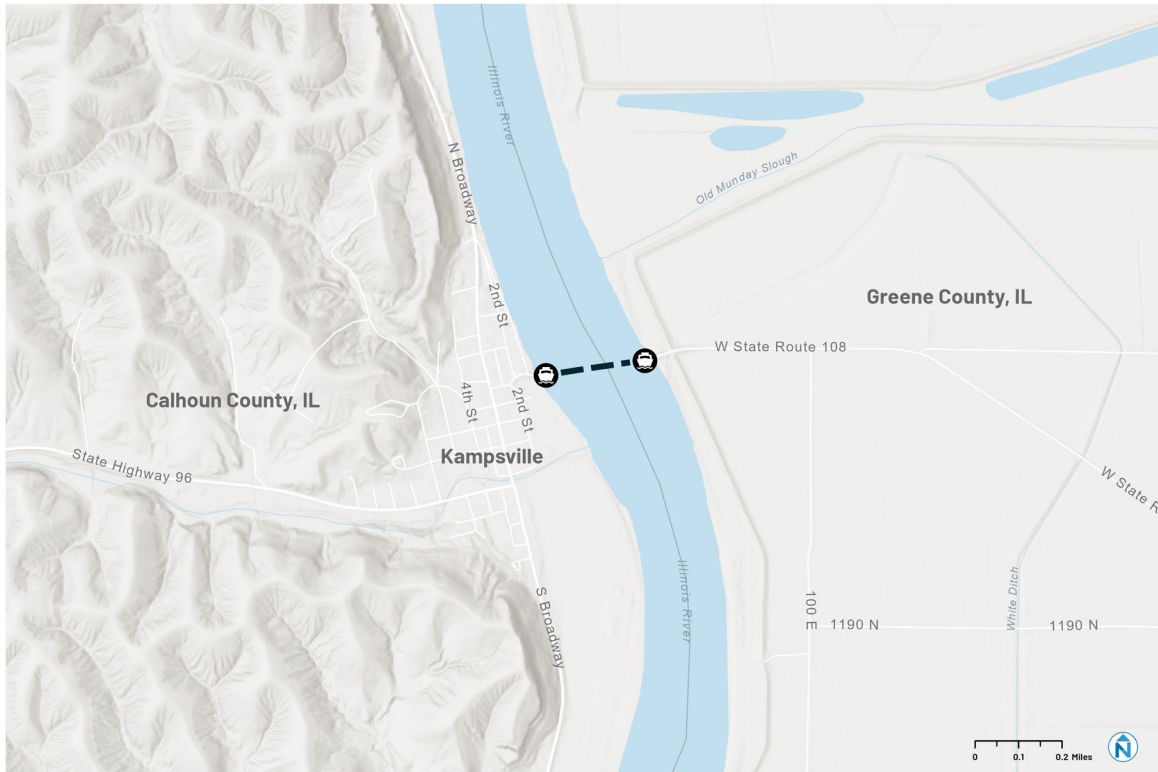 Illinois River
N Broadway
Old Munday Slough
2nd St
Greene County, IL
W State Route 108
Calhoun County, IL
4th St
2nd St
Kampsville
State Highway 96
W State R
Illinois River
White Ditch
S Broadway
100 E
1190 N
1190 N
0 0.1 0.2 Miles
N